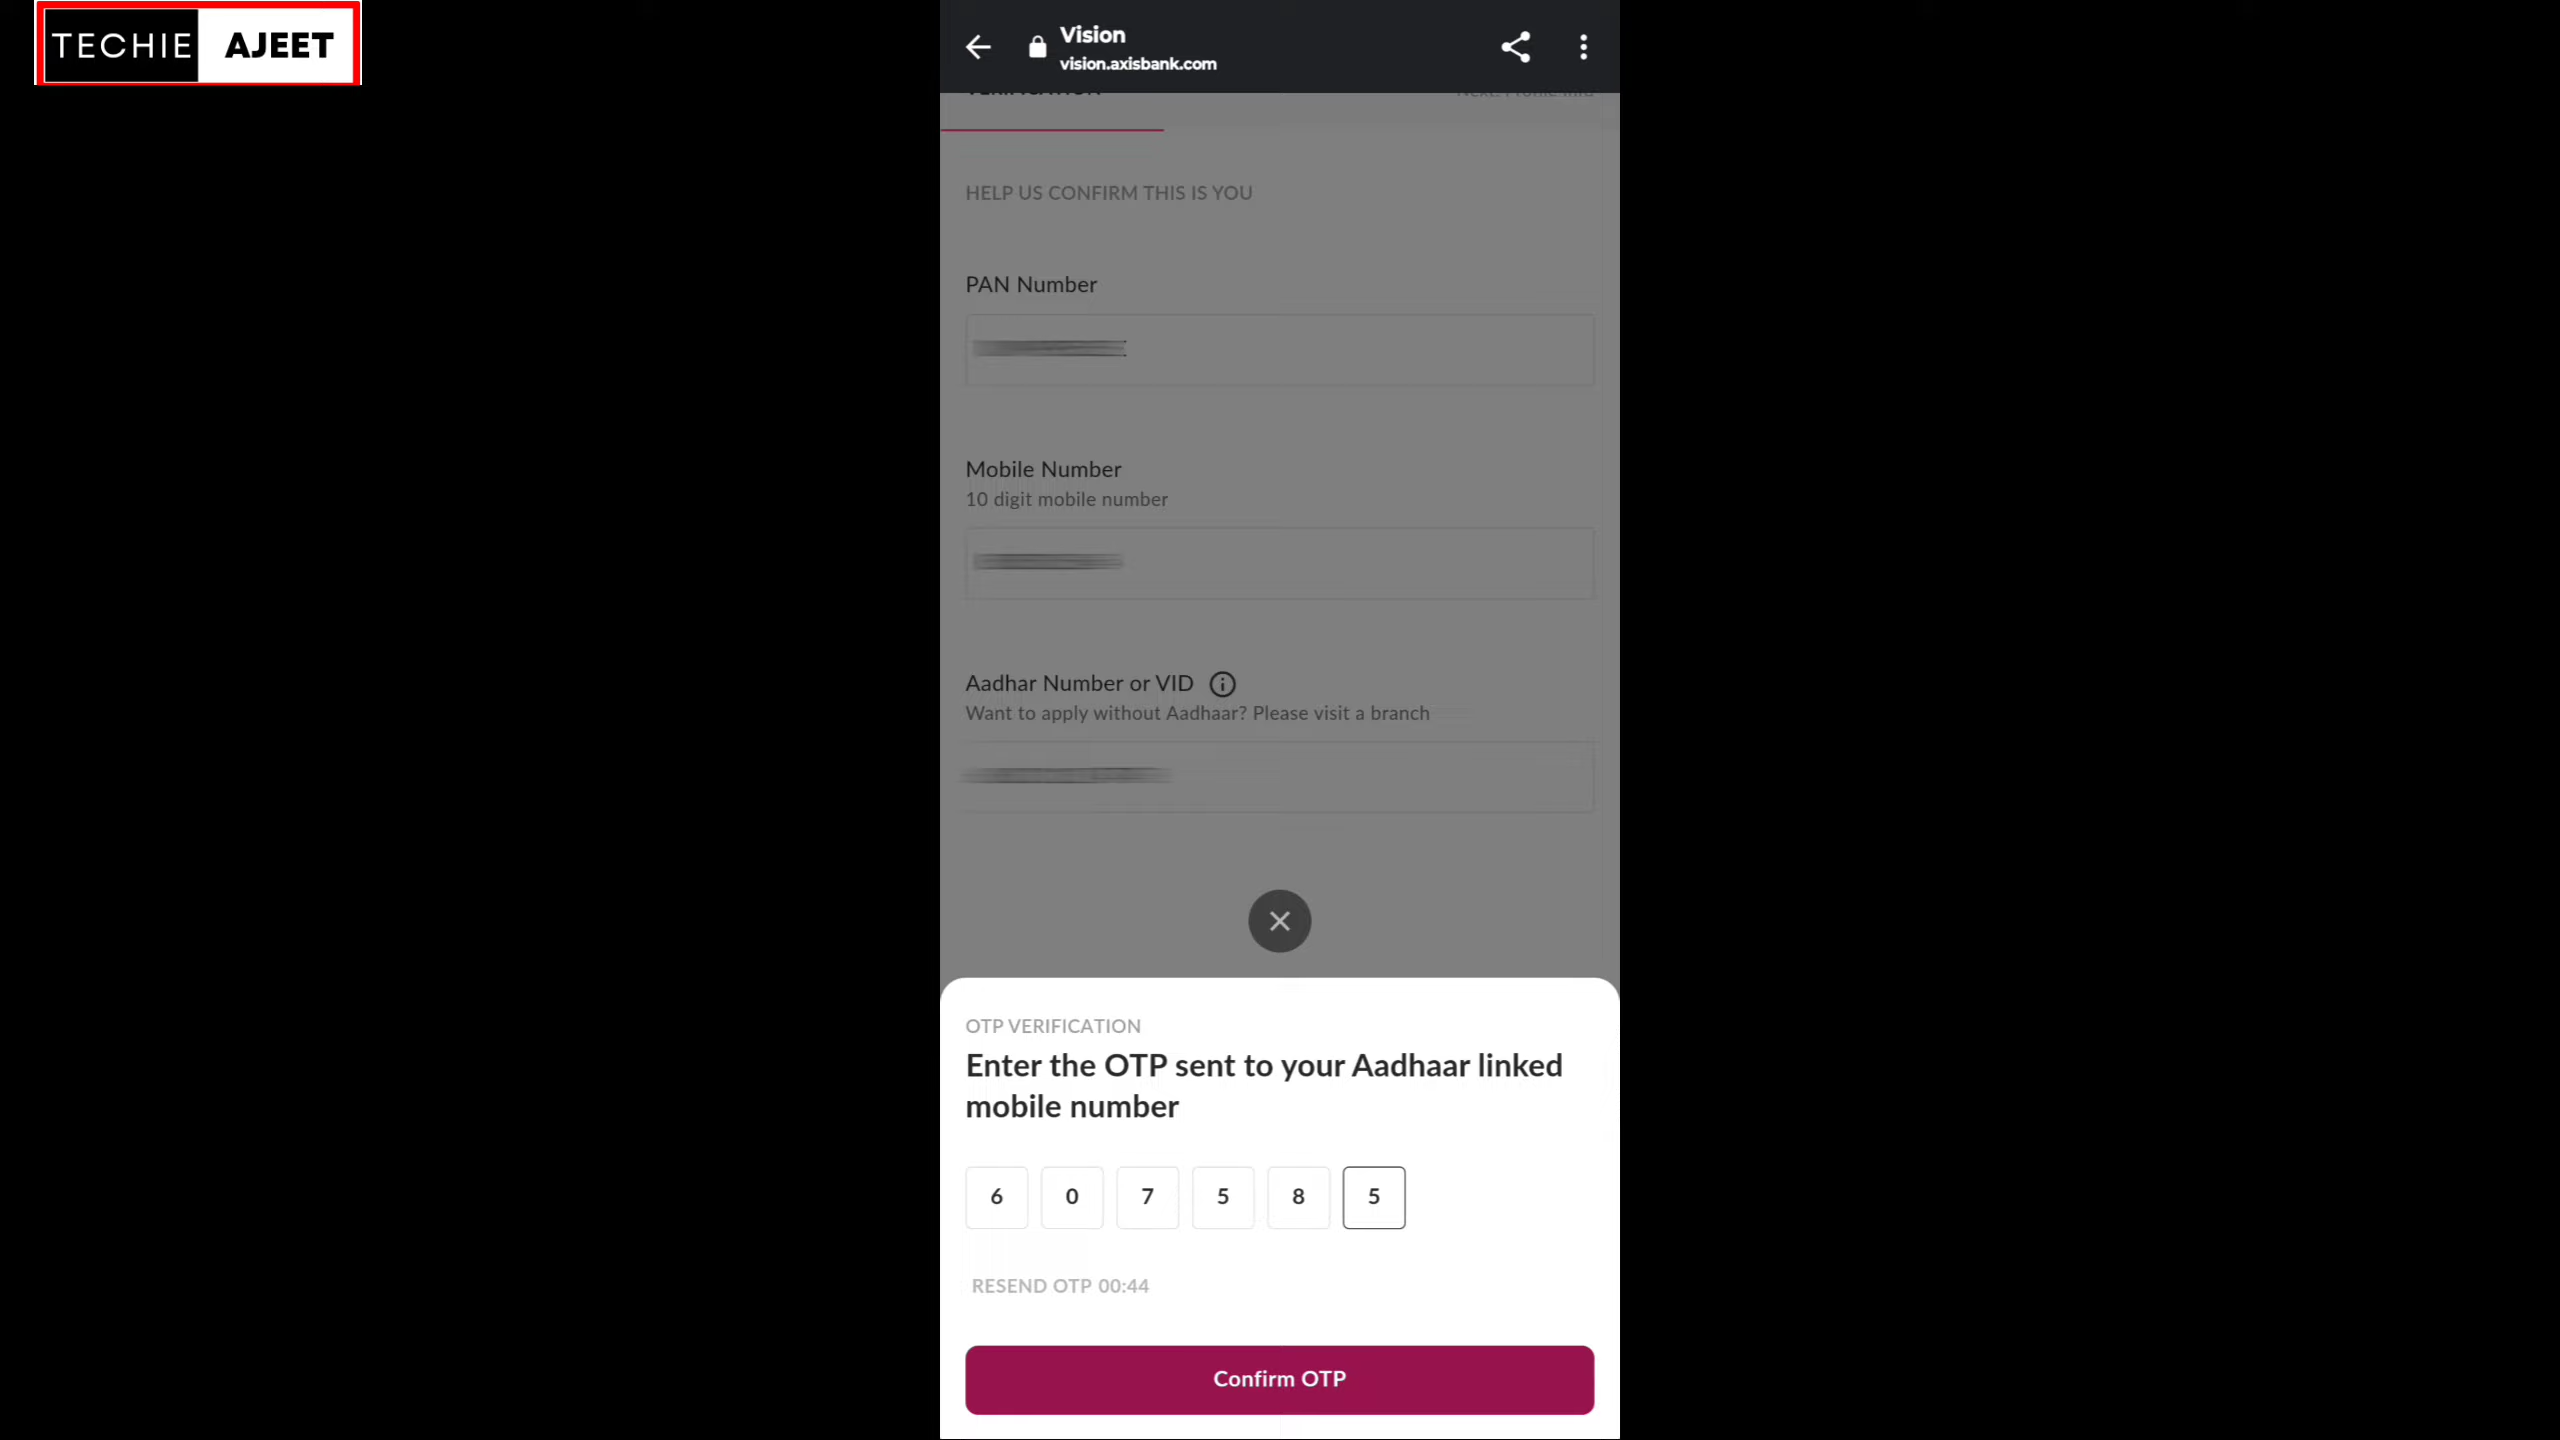 TECHIE AJEET
Vision
vision.axisbank.com
HELP US CONFIRM THIS IS YOU
PAN Number
Mobile Number
10 digit mobile number
Aadhar Number or VID
Want to apply without Aadhaar? Please visit a branch
OTP VERIFICATION
Enter the OTP sent to your Aadhaar linked
mobile number
6 0 7 5 8 5
RESEND OTP 00:44
Confirm OTP